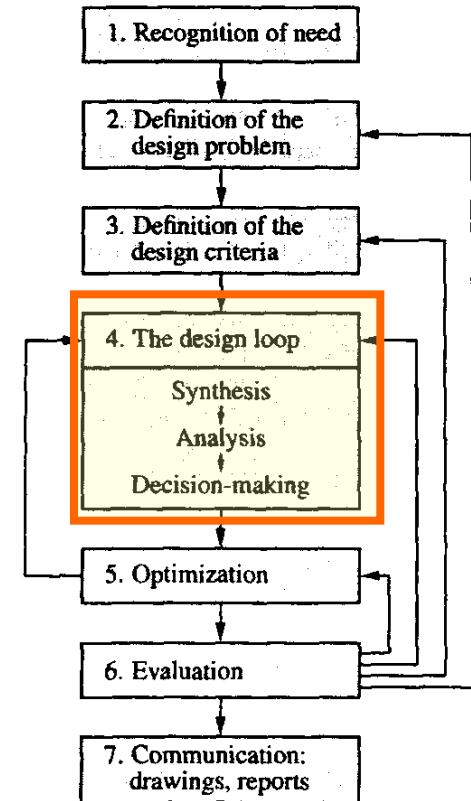 1. Recognition of need
2. Definition of the
design problem
3. Definition of the
design criteria
4. The design loop
Synthesis
Analysis
Decision-making
5. Optimization
6. Evaluation
7. Communication:
drawings, reports